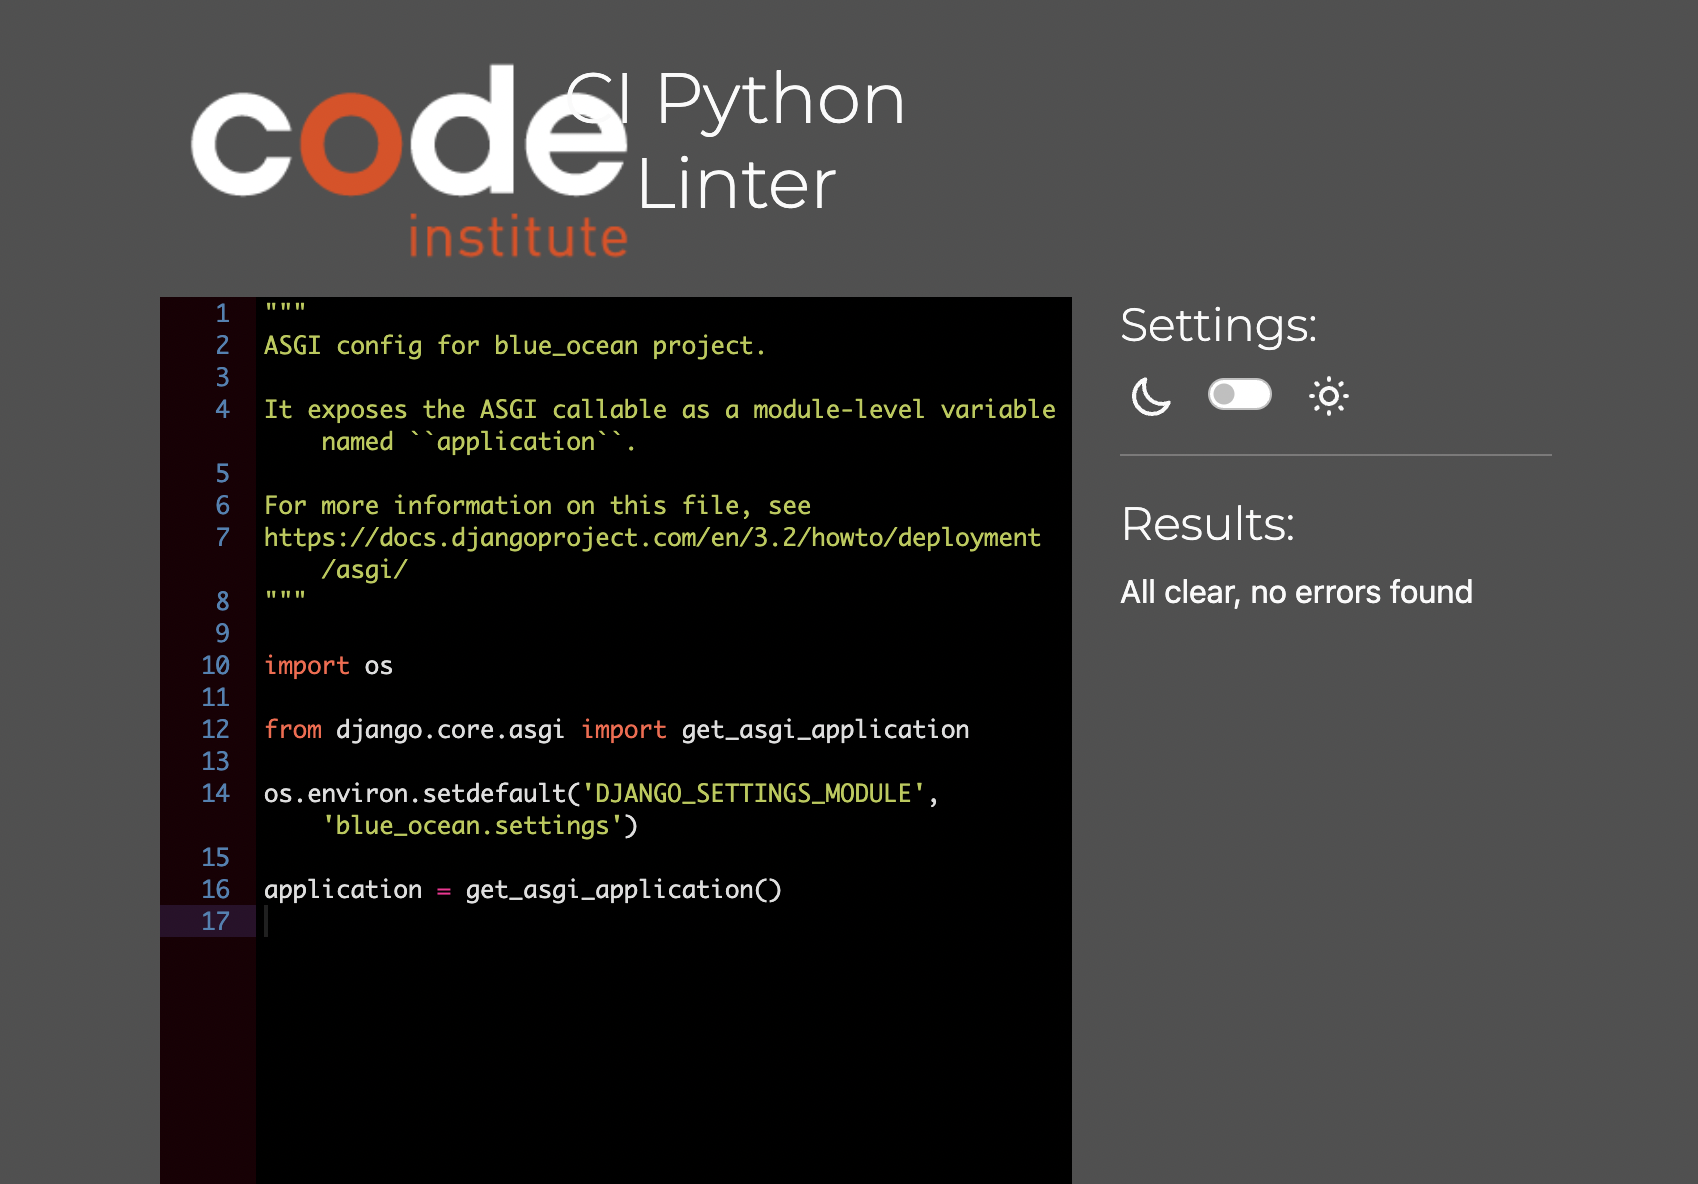 code
institute
CI Python
Linter
1 """
2 ASGI config for blue_ocean project.
3
4 It exposes the ASGI callable as a module-level variable
named ``application``.
5
6 For more information on this file, see
7 https://docs.djangoproject.com/en/3.2/howto/deployment
/asgi/
8 """
9
10 import os
11
12 from django.core.asgi import get_asgi_application
13
14 os.environ.setdefault('DJANGO_SETTINGS_MODULE',
'blue_ocean.settings')
15
16 application = get_asgi_application()
17
Settings:
Results:
All clear, no errors found